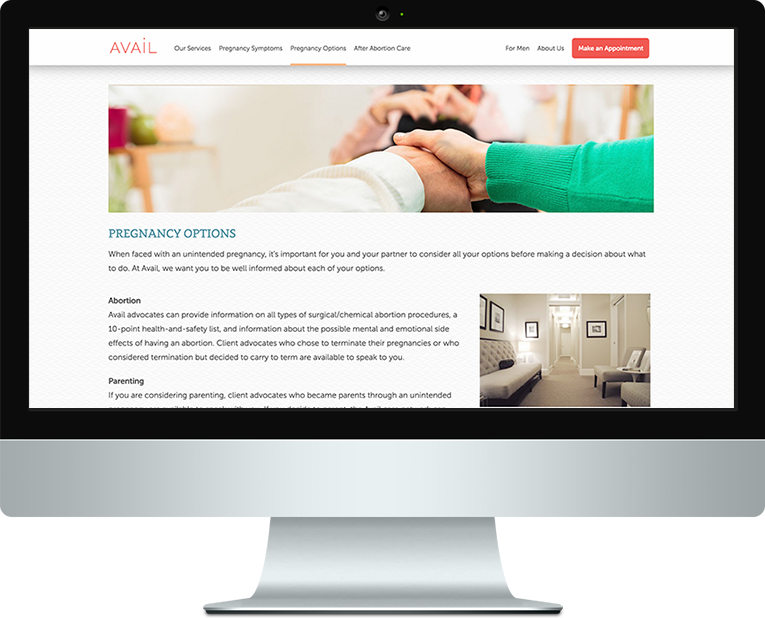 AVAIL
Our Services Pregnancy Symptoms Pregnancy Options After Abortion Care
For Men About Us Make an Appointment
PREGNANCY OPTIONS
When faced with an unintended pregnancy, it's important for you and your partner to consider all your options before making a decision about what
to do. At Avail, we want you to be well informed about each of your options.
Abortion
Avail advocates can provide information on all types of surgical/chemical abortion procedures, a
10-point health-and-safety list, and information about the possible mental and emotional side
effects of having an abortion. Client advocates who chose to terminate their pregnancies or who
considered termination but decided to carry to term are available to speak to you.
Parenting
If you are considering parenting, client advocates who became parents through an unintended